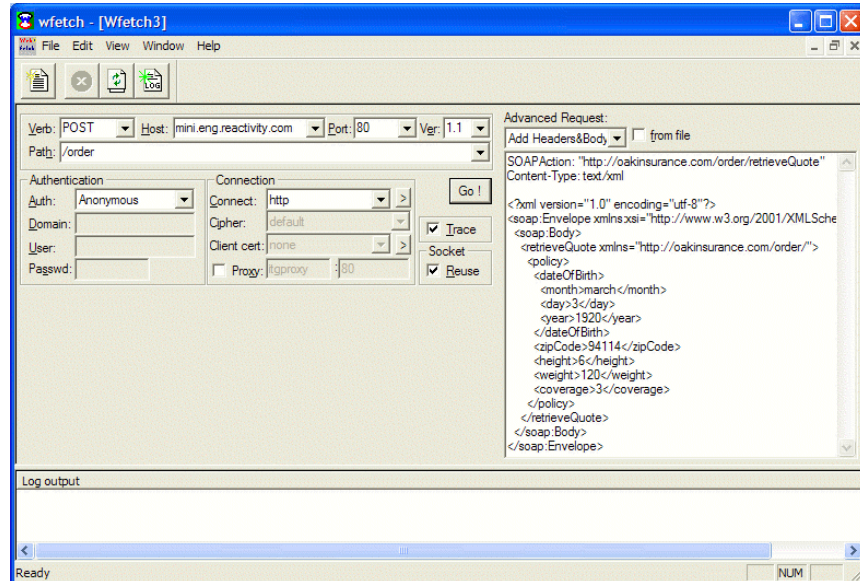 wfetch - [Wfetch3]
File Edit View Window Help
LOG
Verb: POST Host: mini.eng.reactivity.com Port: 80 Ver: 1.1
Path: /order
Authentication
Auth: Anonymous
Domain:
User:
Passwd:
Connection
Connect: http >
Cipher: default
Client cert: none >
Proxy: itgproxy : 80
Go !
Trace
Socket
Reuse
Advanced Request:
Add Headers&Body from file
SOAPAction: "http://oakinsurance.com/order/retrieveQuote"
Content-Type: text/xml
<?xml version="1.0" encoding="utf-8"?>
<soap:Envelope xmlns:xsi="http://www.w3.org/2001/XMLSche
<soap:Body>
<retrieveQuote xmlns="http://oakinsurance.com/order/">
<policy>
<dateOfBirth>
<month>march</month>
<day>3</day>
<year>1920</year>
</dateOfBirth>
<zipCode>94114</zipCode>
<height>6</height>
<weight>120</weight>
<coverage>3</coverage>
</policy>
</retrieveQuote>
</soap:Body>
</soap:Envelope>
Log output
Ready NUM